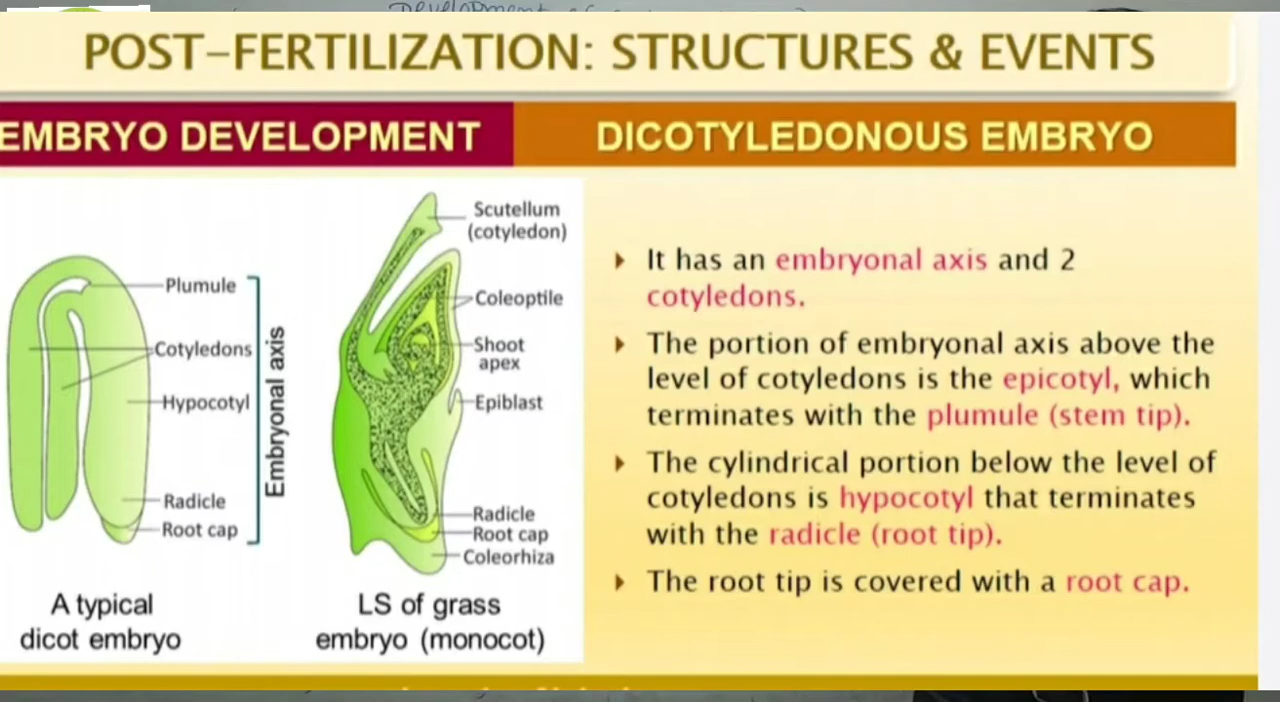 Development
POST-FERTILIZATION: STRUCTURES & EVENTS
EMBRYO DEVELOPMENT
DICOTYLEDONOUS EMBRYO
Plumule
Cotyledons
Hypocotyl
Radicle
Root cap
Embryonal axis
A typical
dicot embryo
Scutellum
(cotyledon)
Coleoptile
Shoot
apex
Epiblast
Radicle
Root cap
Coleorhiza
LS of grass
embryo (monocot)
It has an embryonal axis and 2
cotyledons.
The portion of embryonal axis above the
level of cotyledons is the epicotyl, which
terminates with the plumule (stem tip).
The cylindrical portion below the level of
cotyledons is hypocotyl that terminates
with the radicle (root tip).
The root tip is covered with a root cap.